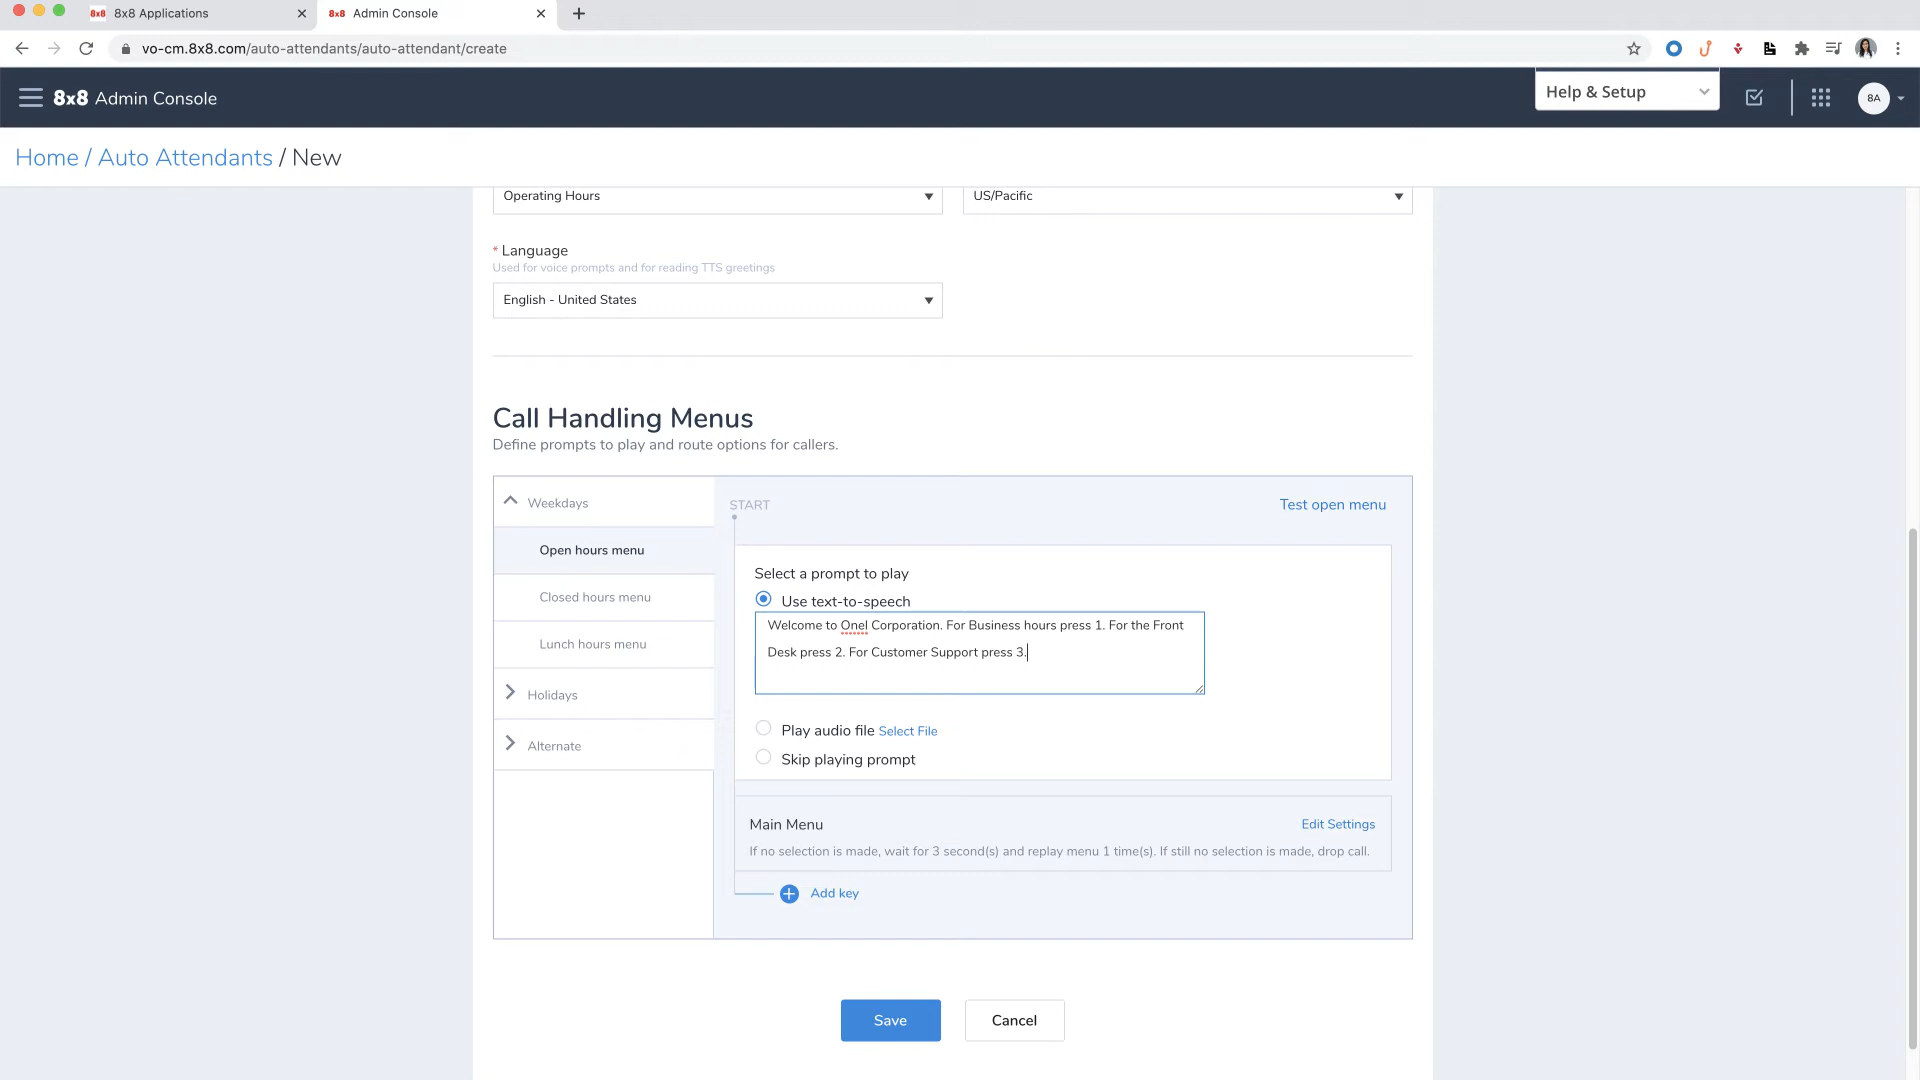 8x8 8x8 Applications
8x8 Admin Console
vo-cm.8x8.com/auto-attendants/auto-attendant/create
8x8 Admin Console
Help & Setup
8A
Home / Auto Attendants / New
Operating Hours
US/Pacific
* Language
Used for voice prompts and for reading TTS greetings
English - United States
Call Handling Menus
Define prompts to play and route options for callers.
Weekdays
Open hours menu
Closed hours menu
Lunch hours menu
Holidays
Alternate
START
Test open menu
Select a prompt to play
Use text-to-speech
Welcome to Onel Corporation. For Business hours press 1. For the Front
Desk press 2. For Customer Support press 3.
Play audio file Select File
Skip playing prompt
Main Menu
Edit Settings
If no selection is made, wait for 3 second(s) and replay menu 1 time(s). If still no selection is made, drop call.
Add key
Save
Cancel